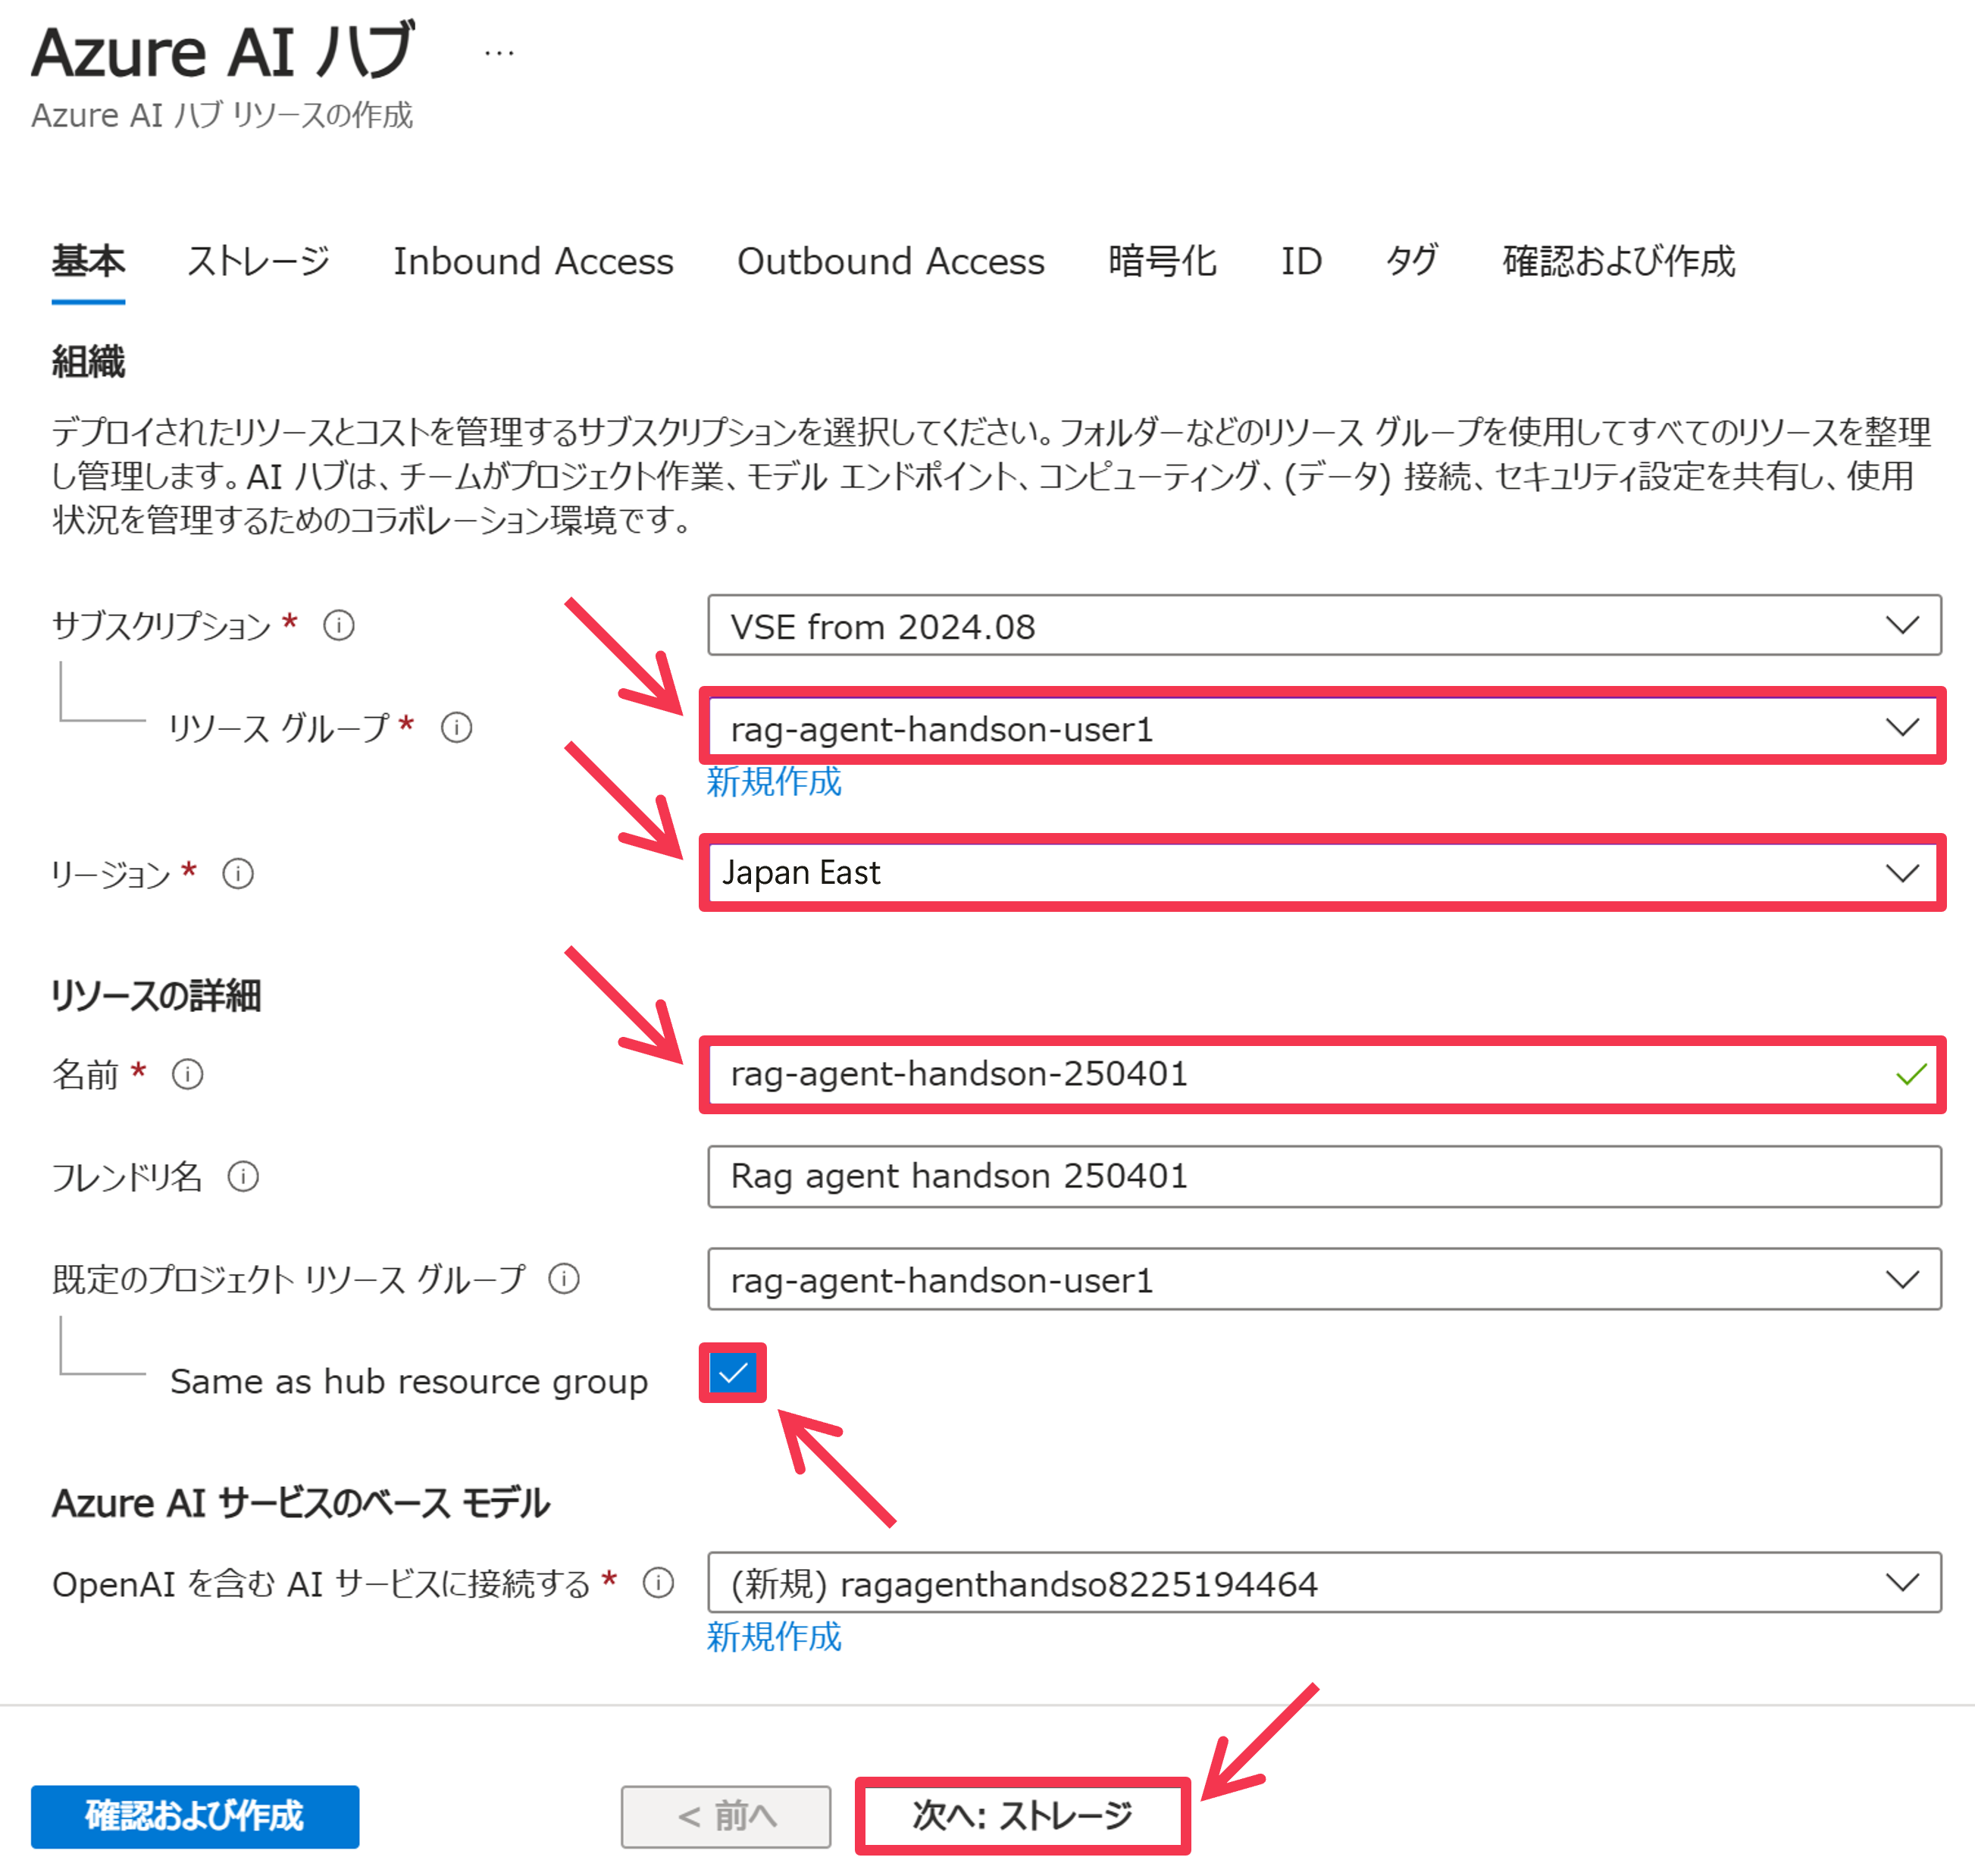 Azure AI ハブ ...
Azure AI ハブ リソースの作成
基本 ストレージ Inbound Access Outbound Access 暗号化 ID タグ 確認および作成
組織
デプロイされたリソースとコストを管理するサブスクリプションを選択してください。フォルダーなどのリソース グループを使用してすべてのリソースを整理
し管理します。AI ハブは、チームがプロジェクト作業、モデル エンドポイント、コンピューティング、(データ) 接続、セキュリティ設定を共有し、使用
状況を管理するためのコラボレーション環境です。
サブスクリプション * VSE from 2024.08
リソース グループ * rag-agent-handson-user1
新規作成
リージョン * Japan East
リソースの詳細
名前 * rag-agent-handson-250401
フレンドリ名 Rag agent handson 250401
既定のプロジェクト リソース グループ rag-agent-handson-user1
Same as hub resource group
Azure AI サービスのベース モデル
OpenAI を含む AI サービスに接続する * (新規) ragagenthandso8225194464
新規作成
確認および作成 < 前へ 次へ: ストレージ